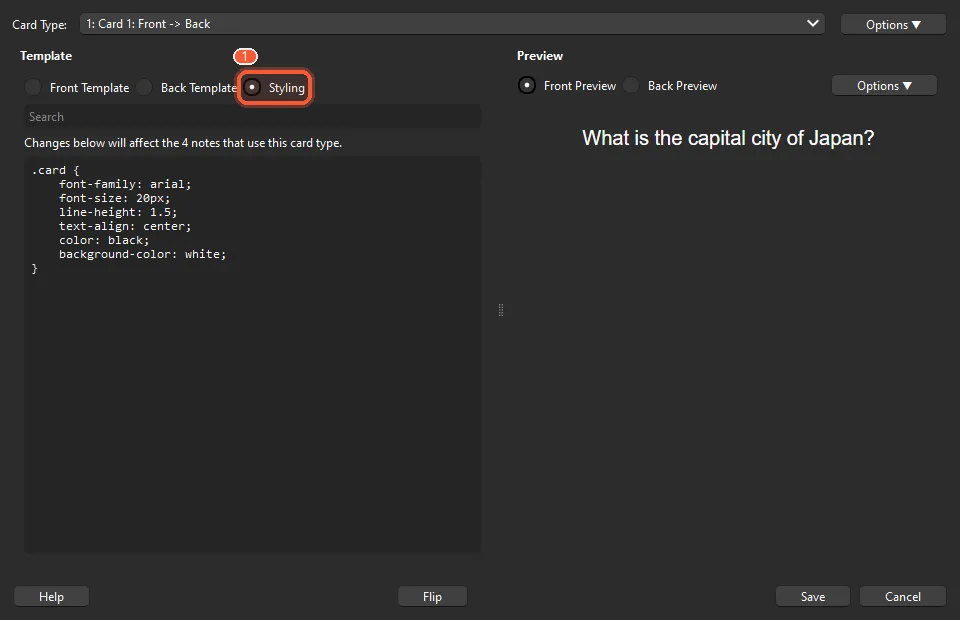 Card Type: 1: Card 1: Front -> Back Options ▼
Template
1
Preview
Front Template Back Template Styling
Front Preview Back Preview Options ▼
Search
Changes below will affect the 4 notes that use this card type.
What is the capital city of Japan?
.card {
    font-family: arial;
    font-size: 20px;
    line-height: 1.5;
    text-align: center;
    color: black;
    background-color: white;
}
Help Flip Save Cancel